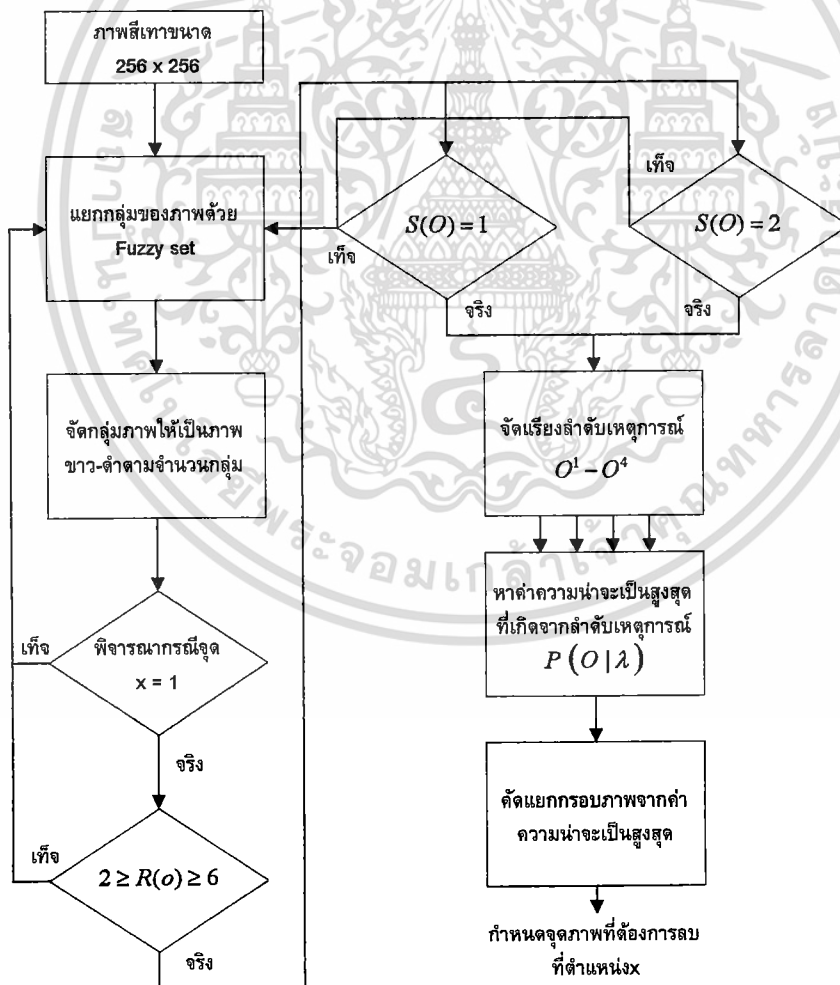 ภาพสีเทาขนาด
256 x 256
แยกกลุ่มของภาพด้วย
Fuzzy set
จัดกลุ่มภาพให้เป็นภาพ
ขาว-ดำตามจำนวนกลุ่ม
เท็จ
พิจารณากรณีจุด
x = 1
จริง
เท็จ
2 ≥ R(o) ≥ 6
จริง
S(O) = 1
เท็จ
จริง
เท็จ
S(O) = 2
จริง
จัดเรียงลำดับเหตุการณ์
O¹ – O⁴
หาค่าความน่าจะเป็นสูงสุด
ที่เกิดจากลำดับเหตุการณ์
P(O | λ)
คัดแยกกรอบภาพจากค่า
ความน่าจะเป็นสูงสุด
กำหนดจุดภาพที่ต้องการลบ
ที่ตำแหน่งx